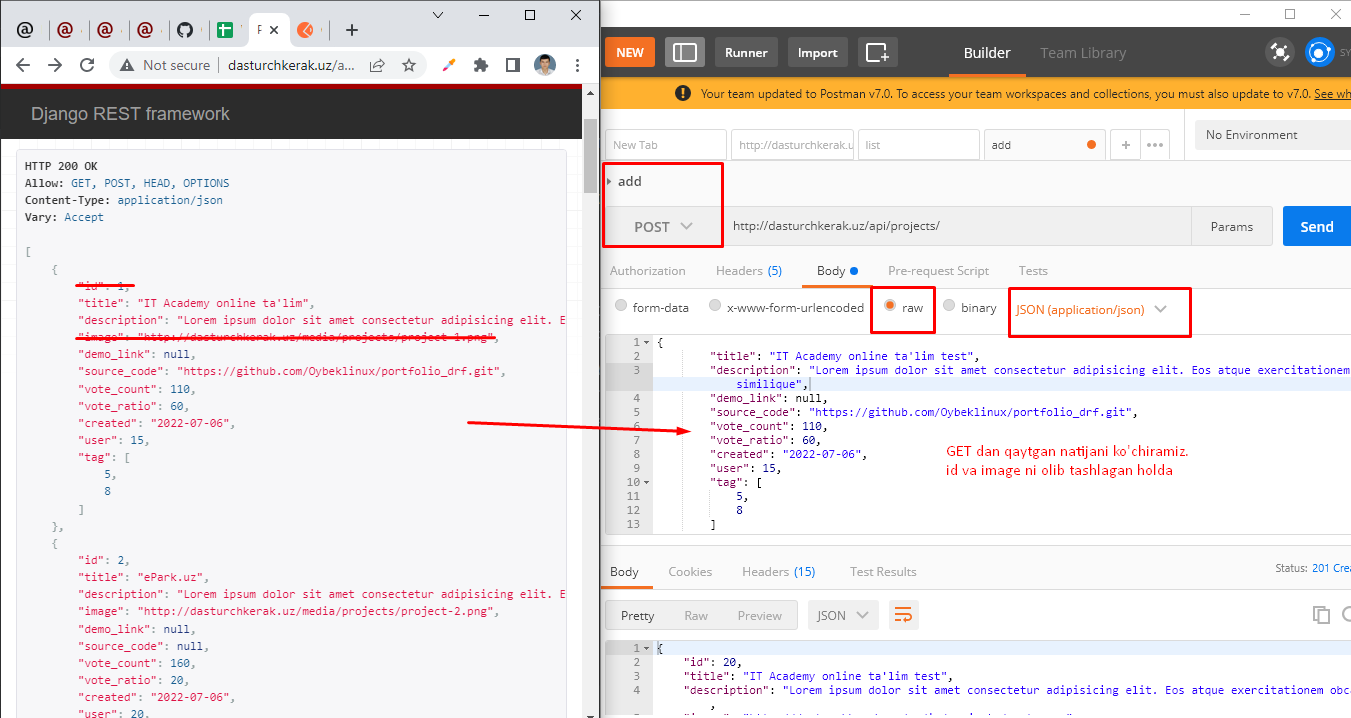 P
Not secure
dasturchkerak.uz/a...
Django REST framework
HTTP 200 OK
Allow: GET, POST, HEAD, OPTIONS
Content-Type: application/json
Vary: Accept
[
{
"id": 1,
"title": "IT Academy online ta'lim",
"description": "Lorem ipsum dolor sit amet consectetur adipisicing elit. E
"image": "http://dasturchkerak.uz/media/projects/project-1.png",
"demo_link": null,
"source_code": "https://github.com/Oybeklinux/portfolio_drf.git",
"vote_count": 110,
"vote_ratio": 60,
"created": "2022-07-06",
"user": 15,
"tag": [
5,
8
]
},
{
"id": 2,
"title": "ePark.uz",
"description": "Lorem ipsum dolor sit amet consectetur adipisicing elit. E
"image": "http://dasturchkerak.uz/media/projects/project-2.png",
"demo_link": null,
"source_code": null,
"vote_count": 160,
"vote_ratio": 20,
"created": "2022-07-06",
"user": 20,
NEW
Runner
Import
Builder
Team Library
SY
Your team updated to Postman v7.0. To access your team workspaces and collections, you must also update to v7.0. See wh
New Tab
http://dasturchkerak.u
list
add
No Environment
add
POST
http://dasturchkerak.uz/api/projects/
Params
Send
Authorization
Headers (5)
Body
Pre-request Script
Tests
form-data
x-www-form-urlencoded
raw
binary
JSON (application/json)
1 {
2 "title": "IT Academy online ta'lim test",
3 "description": "Lorem ipsum dolor sit amet consectetur adipisicing elit. Eos atque exercitationem
similique",
4 "demo_link": null,
5 "source_code": "https://github.com/Oybeklinux/portfolio_drf.git",
6 "vote_count": 110,
7 "vote_ratio": 60,
8 "created": "2022-07-06",
9 "user": 15,
10 "tag": [
11 5,
12 8
13 ]
GET dan qaytgan natijani ko'chiramiz.
id va image ni olib tashlagan holda
Body
Cookies
Headers (15)
Test Results
Status: 201 Crea
Pretty
Raw
Preview
JSON
1 {
2 "id": 20,
3 "title": "IT Academy online ta'lim test",
4 "description": "Lorem ipsum dolor sit amet consectetur adipisicing elit. Eos atque exercitationem obca
,